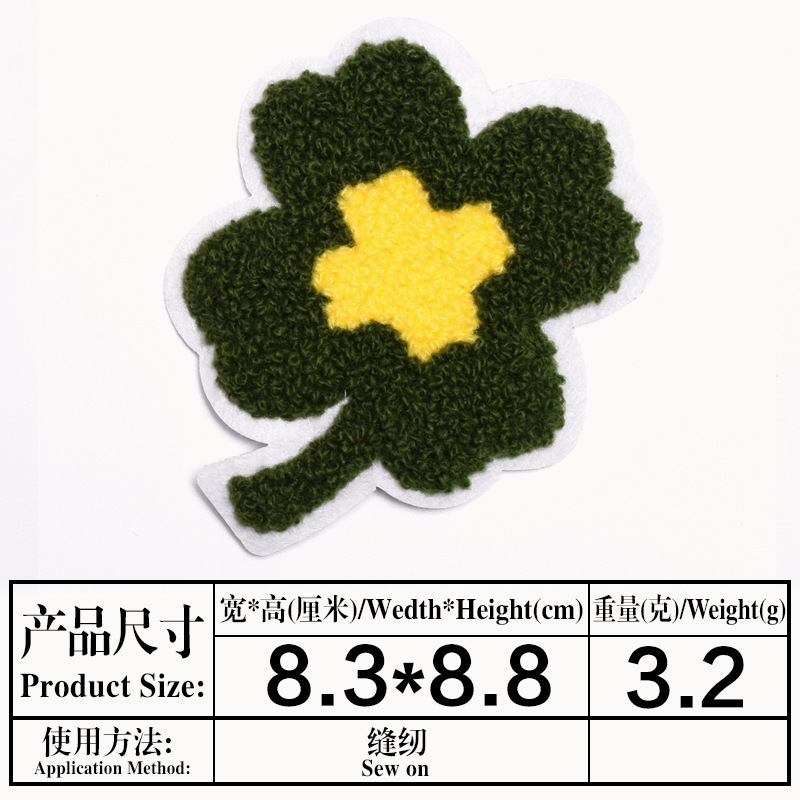 产品尺寸
Product Size:
宽*高(厘米)/Wedth*Height(cm)
重量(克)/Weight(g)
8.3*8.8
3.2
使用方法:
Application Method:
缝纫
Sew on